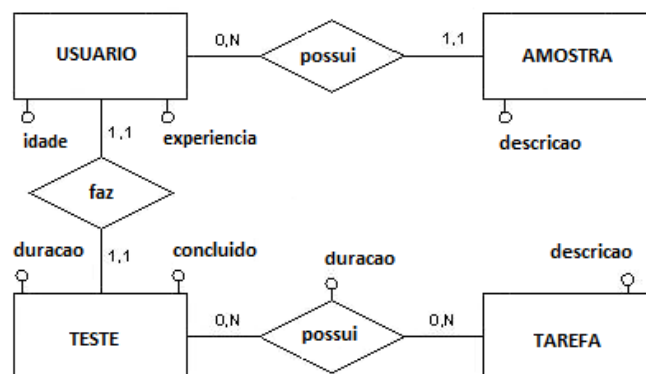 USUARIO
0,N
possui
1,1
AMOSTRA
idade
1,1
experiencia
descricao
faz
duracao
1,1
concluido
duracao
descricao
TESTE
0,N
possui
0,N
TAREFA